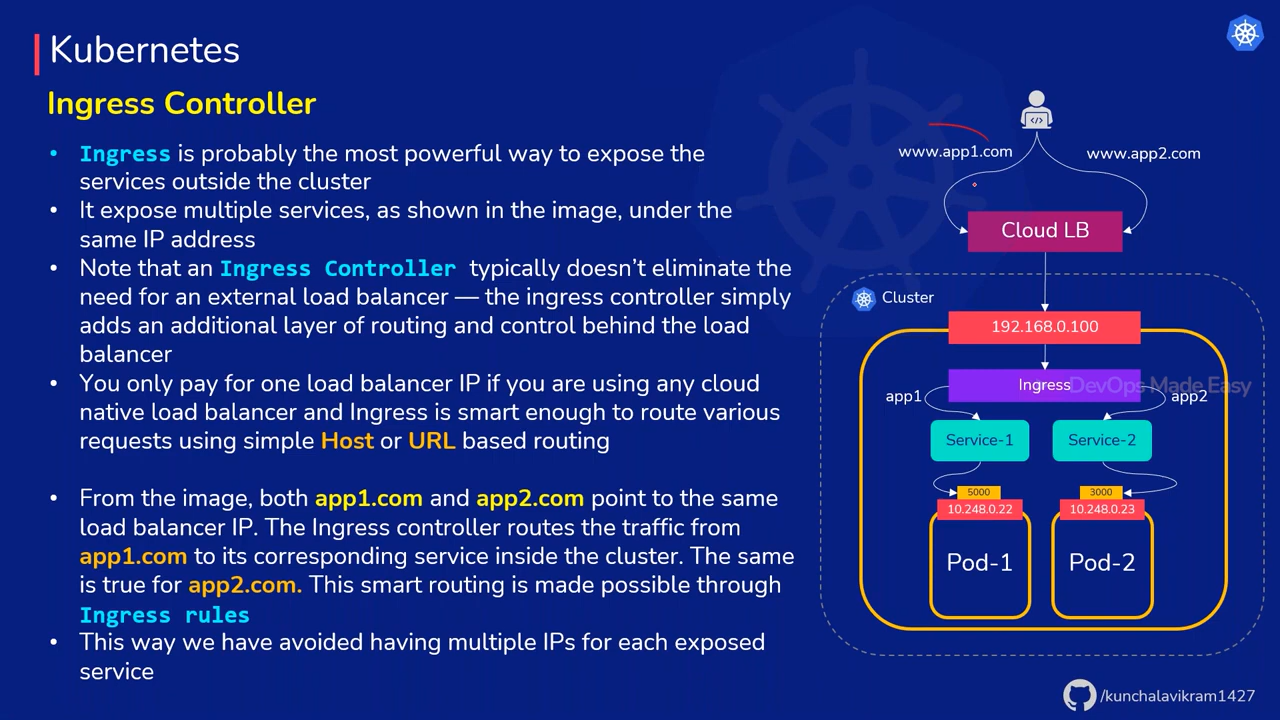 Kubernetes
Ingress Controller
• Ingress is probably the most powerful way to expose the
services outside the cluster
• It expose multiple services, as shown in the image, under the
same IP address
• Note that an Ingress Controller typically doesn’t eliminate the
need for an external load balancer — the ingress controller simply
adds an additional layer of routing and control behind the load
balancer
• You only pay for one load balancer IP if you are using any cloud
native load balancer and Ingress is smart enough to route various
requests using simple Host or URL based routing
• From the image, both app1.com and app2.com point to the same
load balancer IP. The Ingress controller routes the traffic from
app1.com to its corresponding service inside the cluster. The same
is true for app2.com. This smart routing is made possible through
Ingress rules
• This way we have avoided having multiple IPs for each exposed
service
www.app1.com
www.app2.com
Cloud LB
Cluster
192.168.0.100
Ingress
DevOps Made Easy
app1
app2
Service-1
Service-2
5000
3000
10.248.0.22
10.248.0.23
Pod-1
Pod-2
/kunchalavikram1427